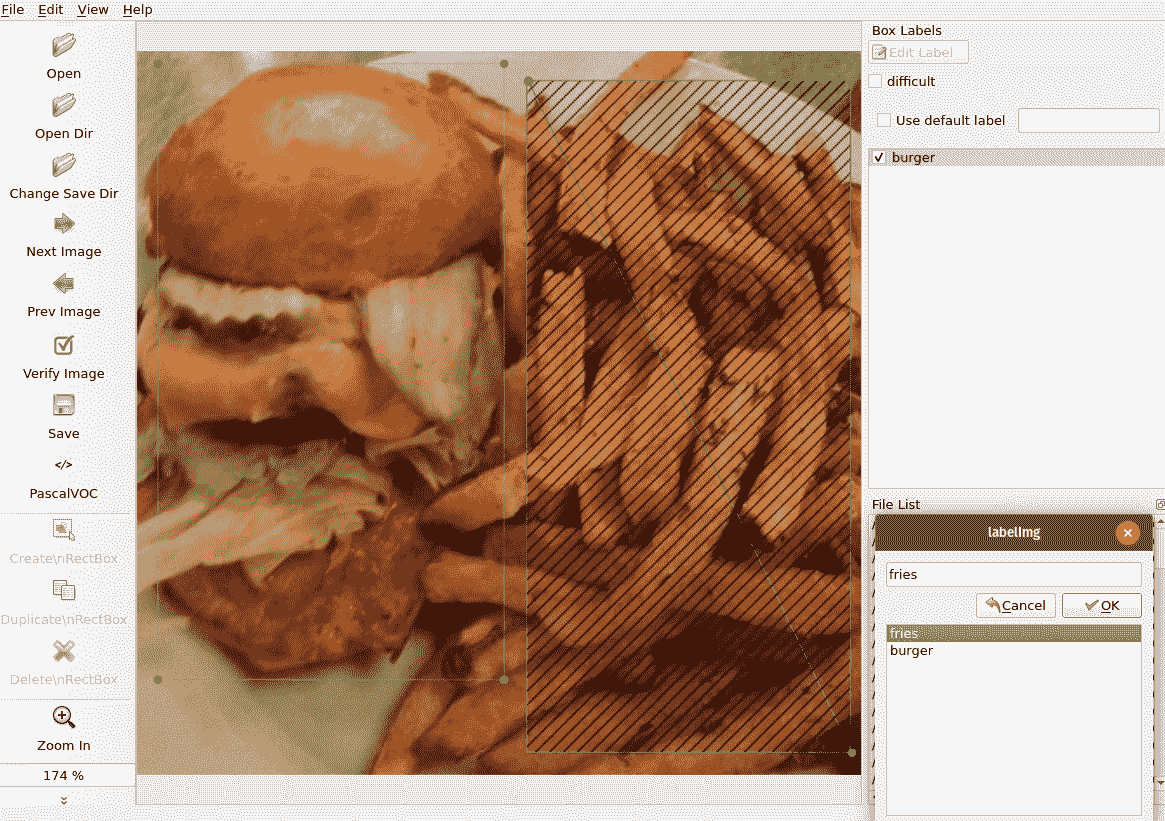 File Edit View Help
Open
Open Dir
Change Save Dir
Next Image
Prev Image
Verify Image
Save
</>
PascalVOC
Create\nRectBox
Duplicate\nRectBox
Delete\nRectBox
Zoom In
174 %
Box Labels
Edit Label
difficult
Use default label
burger
File List
labelImg
fries
Cancel OK
fries
burger